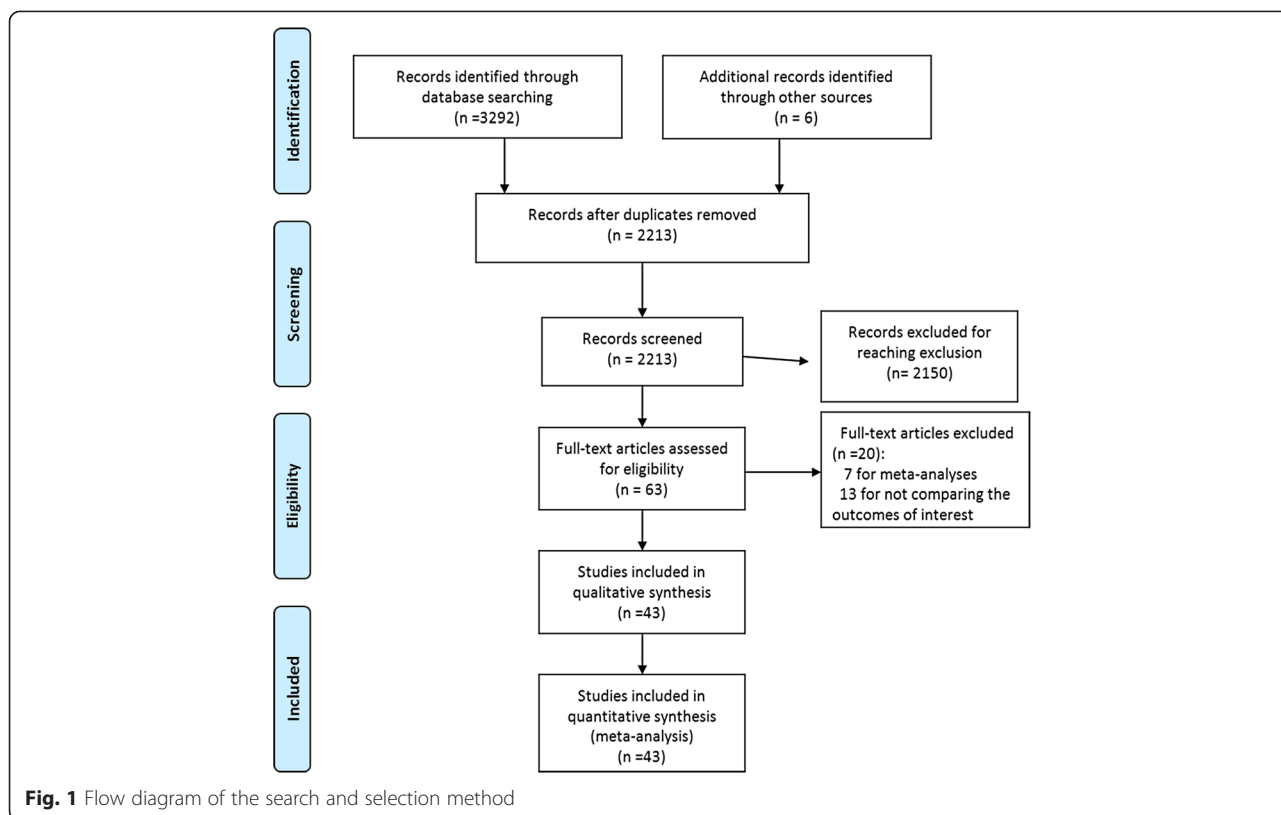 Identification
Records identified through
database searching
(n =3292)
Additional records identified
through other sources
(n = 6)
Records after duplicates removed
(n = 2213)
Screening
Records screened
(n = 2213)
Records excluded for
reaching exclusion
(n= 2150)
Eligibility
Full-text articles assessed
for eligibility
(n = 63)
Full-text articles excluded
(n =20):
7 for meta-analyses
13 for not comparing the
outcomes of interest
Studies included in
qualitative synthesis
(n =43)
Included
Studies included in
quantitative synthesis
(meta-analysis)
(n =43)
Fig. 1 Flow diagram of the search and selection method